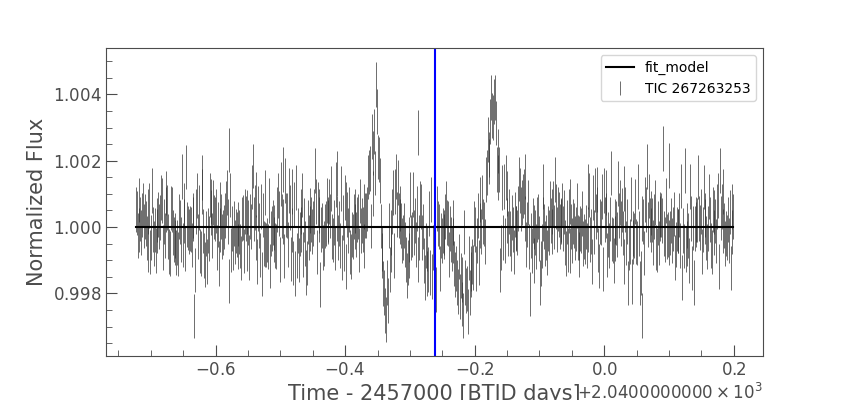 fit_model
TIC 267263253
Normalized Flux
1.004
1.002
1.000
0.998
−0.6 −0.4 −0.2 0.0 0.2
Time - 2457000 [BTJD days]
+2.0400000000 × 10³